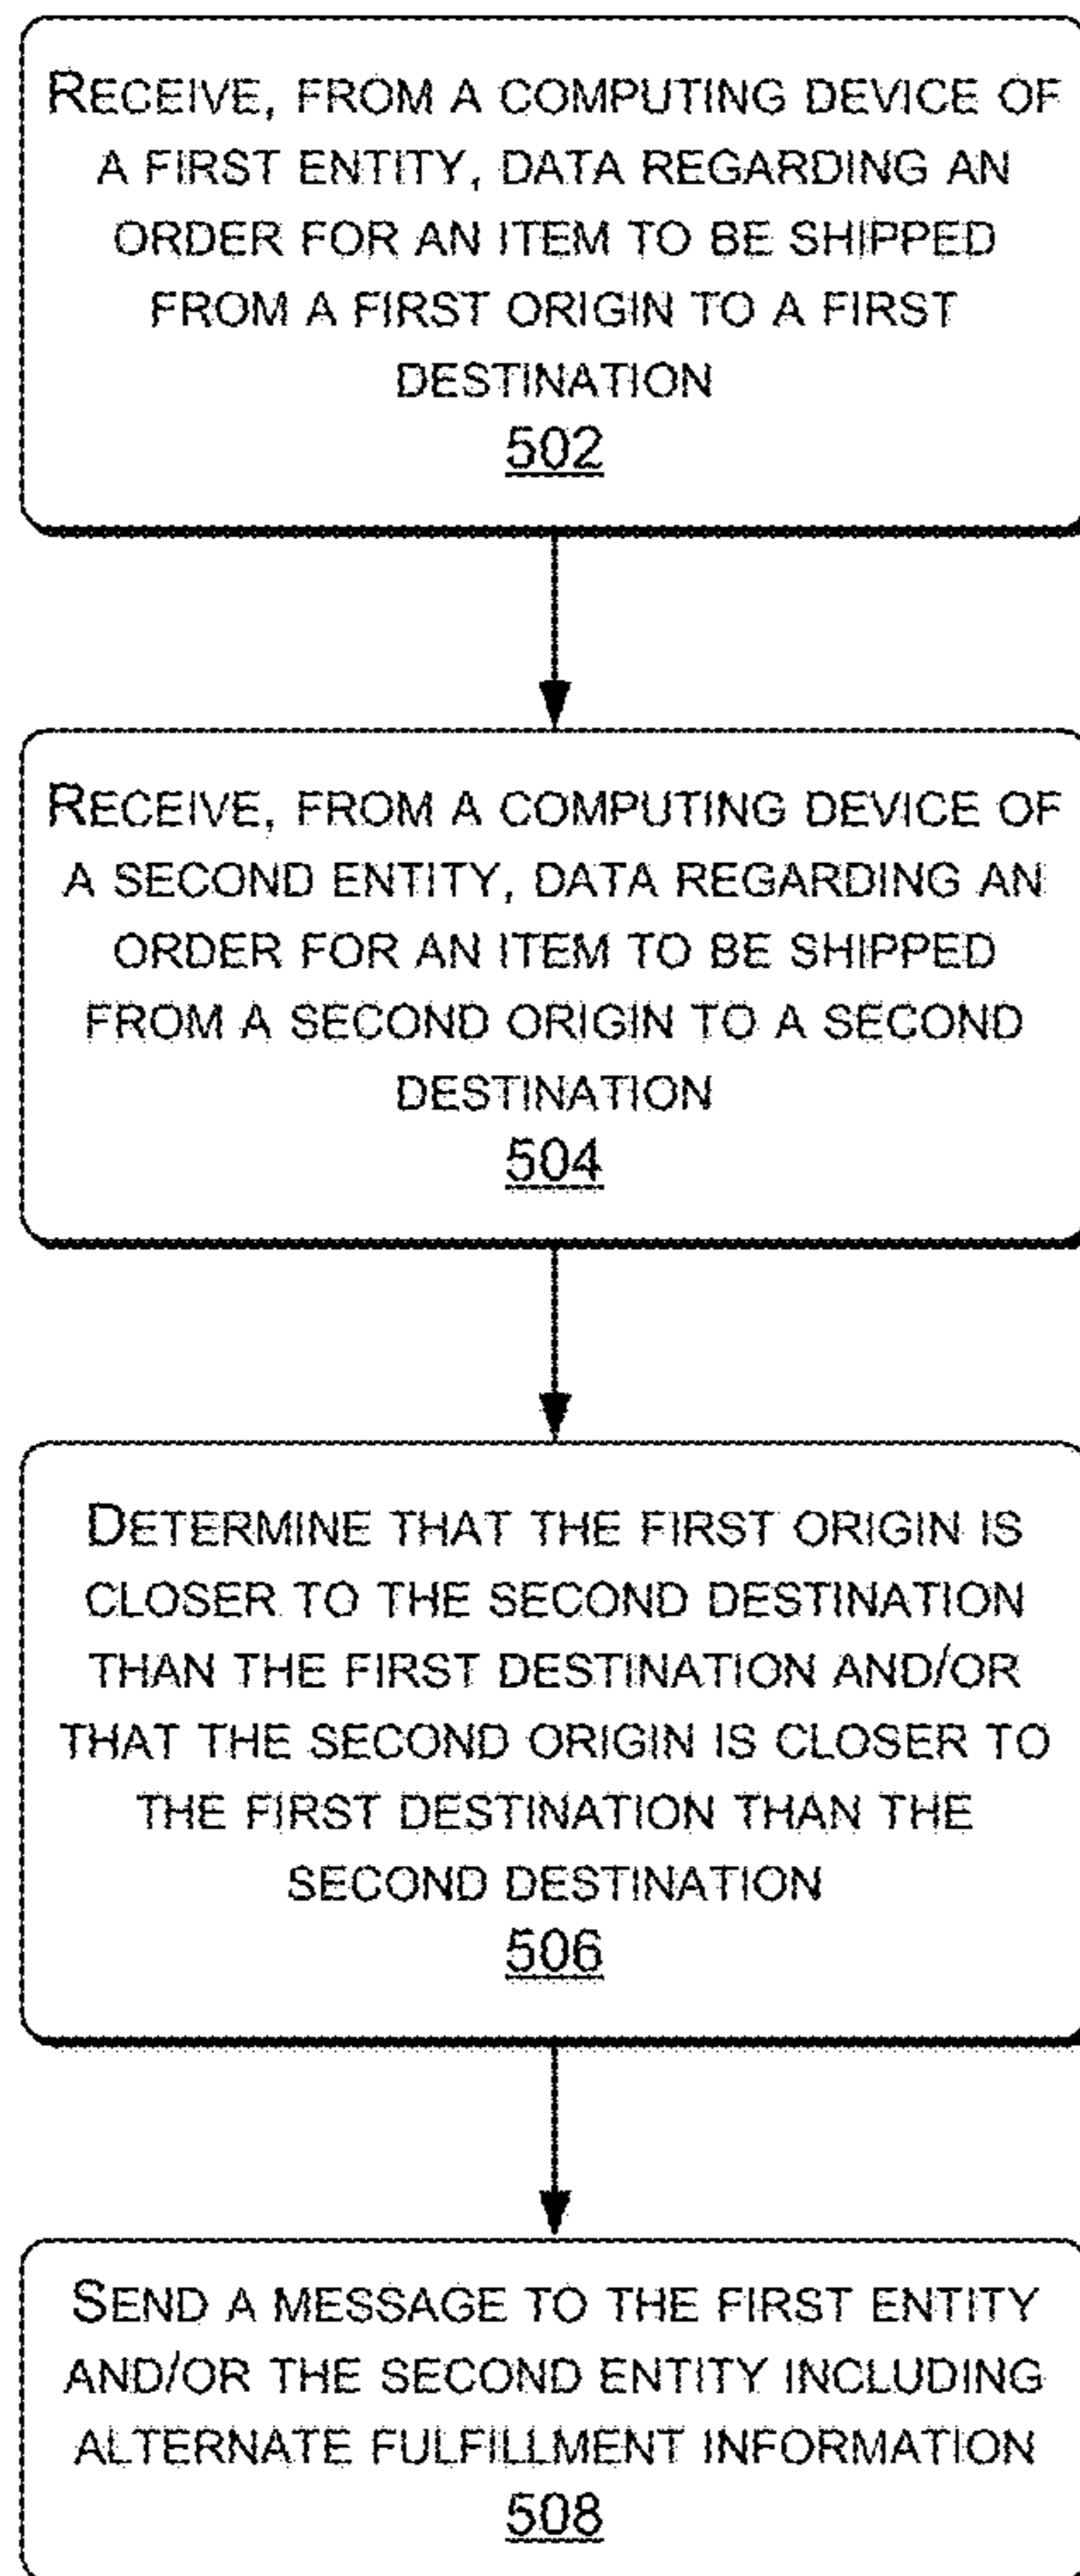 RECEIVE, FROM A COMPUTING DEVICE OF
A FIRST ENTITY, DATA REGARDING AN
ORDER FOR AN ITEM TO BE SHIPPED
FROM A FIRST ORIGIN TO A FIRST
DESTINATION
502
RECEIVE, FROM A COMPUTING DEVICE OF
A SECOND ENTITY, DATA REGARDING AN
ORDER FOR AN ITEM TO BE SHIPPED
FROM A SECOND ORIGIN TO A SECOND
DESTINATION
504
DETERMINE THAT THE FIRST ORIGIN IS
CLOSER TO THE SECOND DESTINATION
THAN THE FIRST DESTINATION AND/OR
THAT THE SECOND ORIGIN IS CLOSER TO
THE FIRST DESTINATION THAN THE
SECOND DESTINATION
506
SEND A MESSAGE TO THE FIRST ENTITY
AND/OR THE SECOND ENTITY INCLUDING
ALTERNATE FULFILLMENT INFORMATION
508